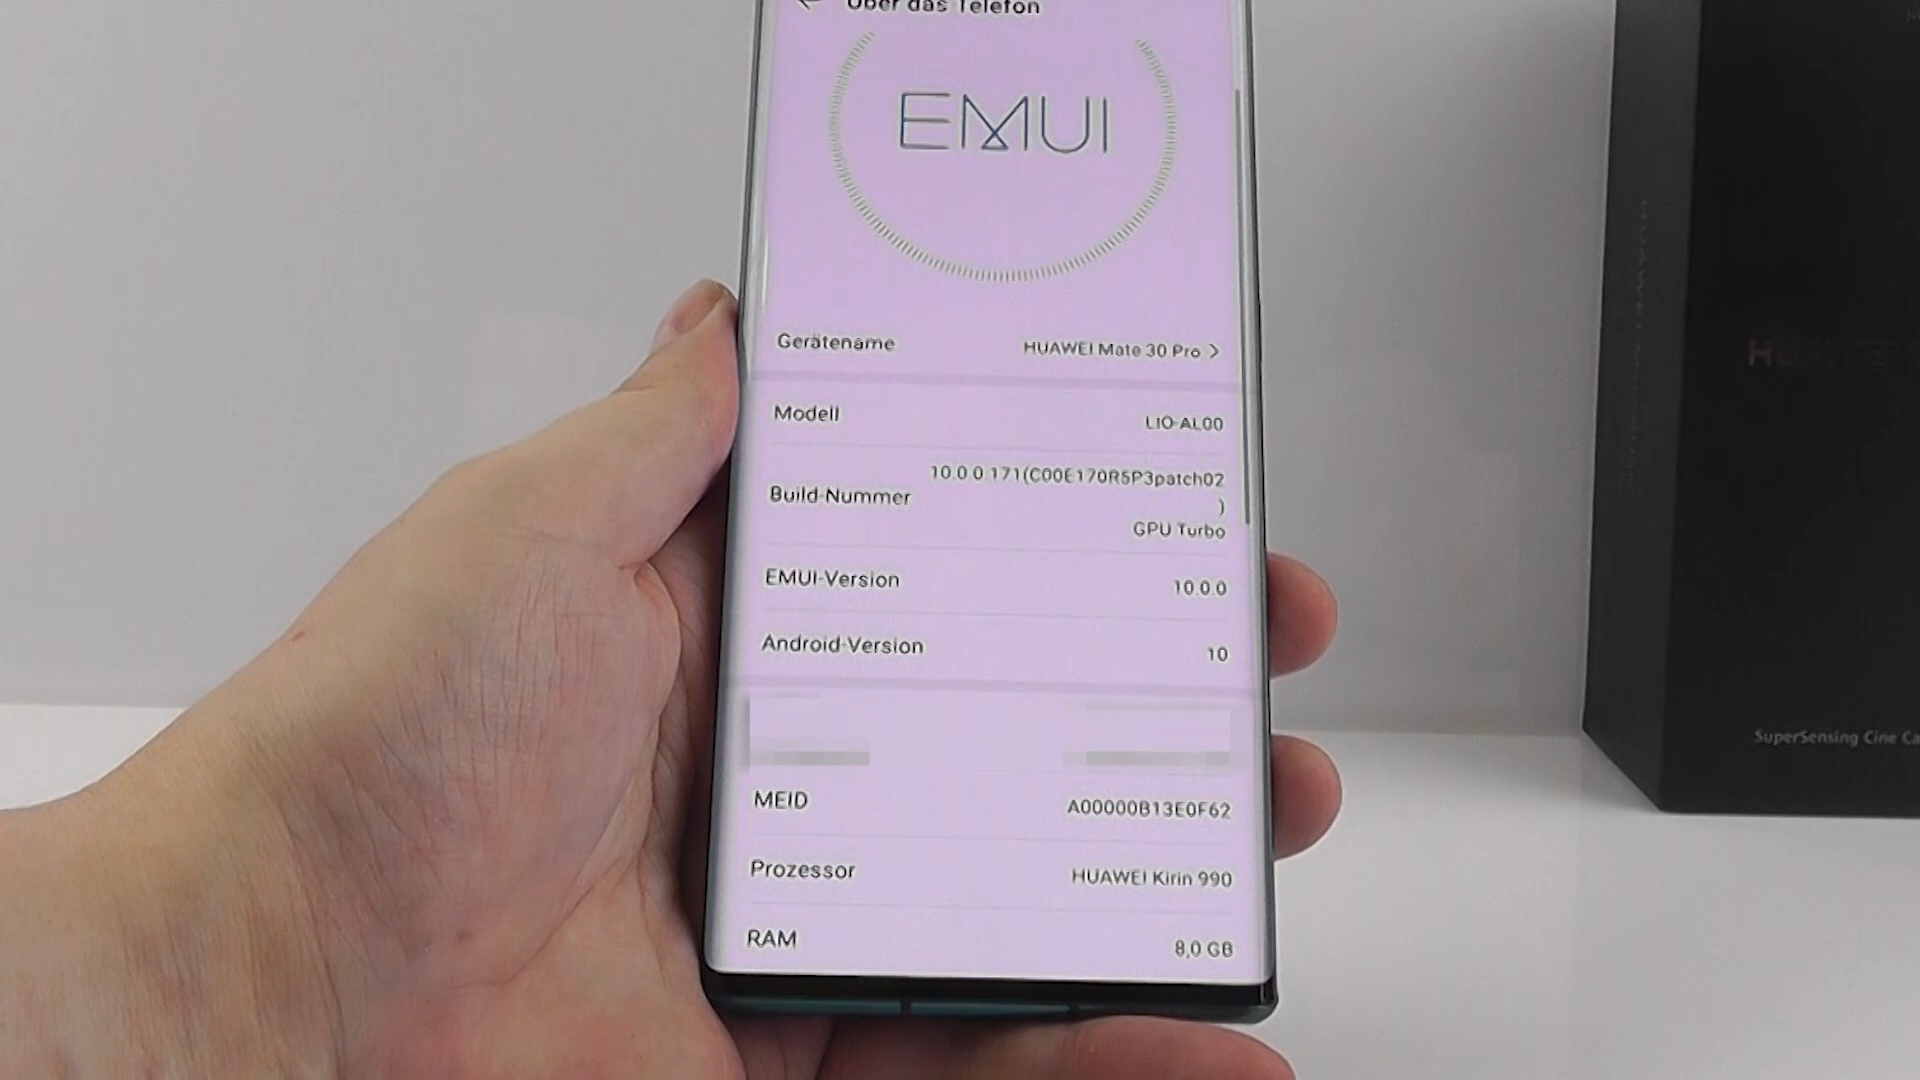 Über das Telefon
EMUI
Gerätename HUAWEI Mate 30 Pro
Modell LIO-AL00
Build-Nummer 10.0.0.171(C00E170R5P3patch02
)
GPU Turbo
EMUI-Version 10.0.0
Android-Version 10
MEID A00000B13E0F62
Prozessor HUAWEI Kirin 990
RAM 8,0 GB
HUAWEI
SuperSensing Cine